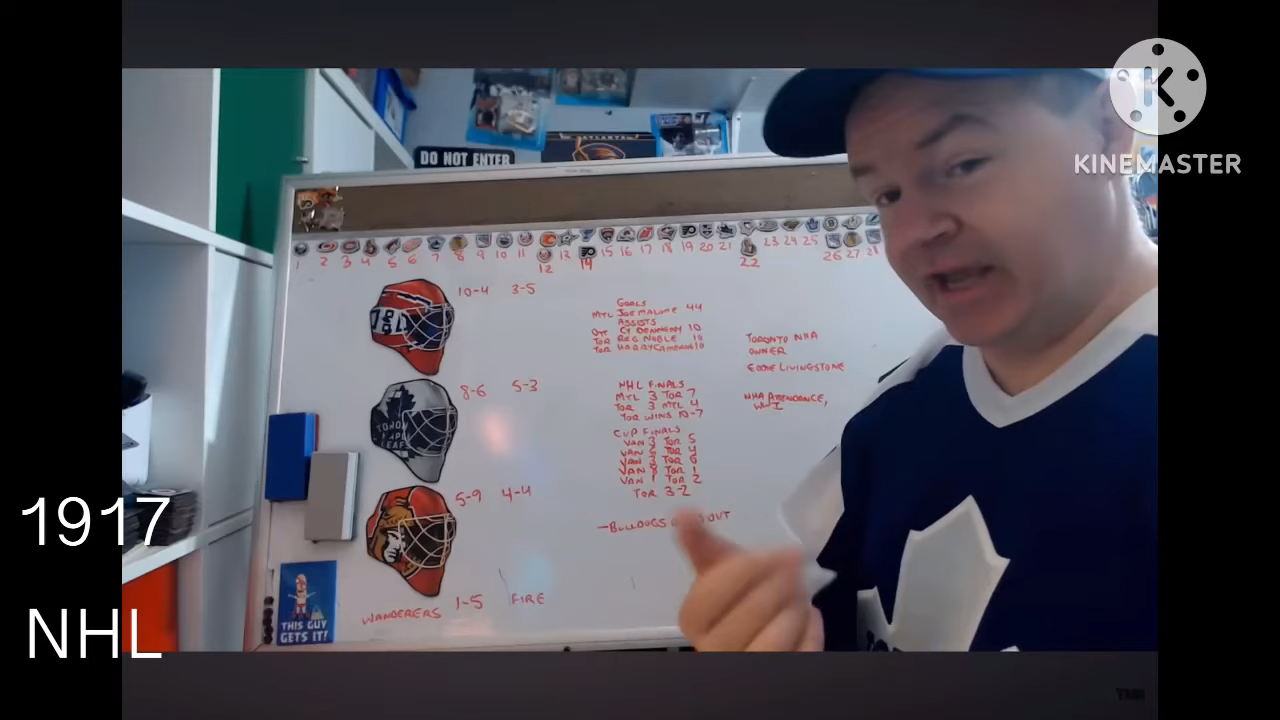 KINEMASTER
DO NOT ENTER
ATLANTA
1 2 3 4 5 6 7 8 9 10 11 12 13 14 15 16 17 18 19 20 21 22 23 24 25 26 27 28
10-4 3-5
8-6 5-3
TORONTO
MAPLE
LEAFS
5-9 4-4
WANDERERS 1-5 FIRE
GOALS
MTL JOE MALONE 44
ASSISTS
OTT CY DENNENY 10
TOR REG NOBLE 10
TOR HARRY CAMERON 10
NHL FINALS
MTL 3 TOR 7
TOR 3 MTL 4
TOR WINS 10-7
CUP FINALS
VAN 3 TOR 5
VAN 6 TOR 4
VAN 3 TOR 6
VAN 8 TOR 1
VAN 1 TOR 2
TOR 3-2
-BULLDOGS OUT
TORONTO NHA
OWNER
EDDIE LIVINGSTONE
NHA ATTENDANCE,
WWI
THIS GUY
GETS IT!
1917
NHL